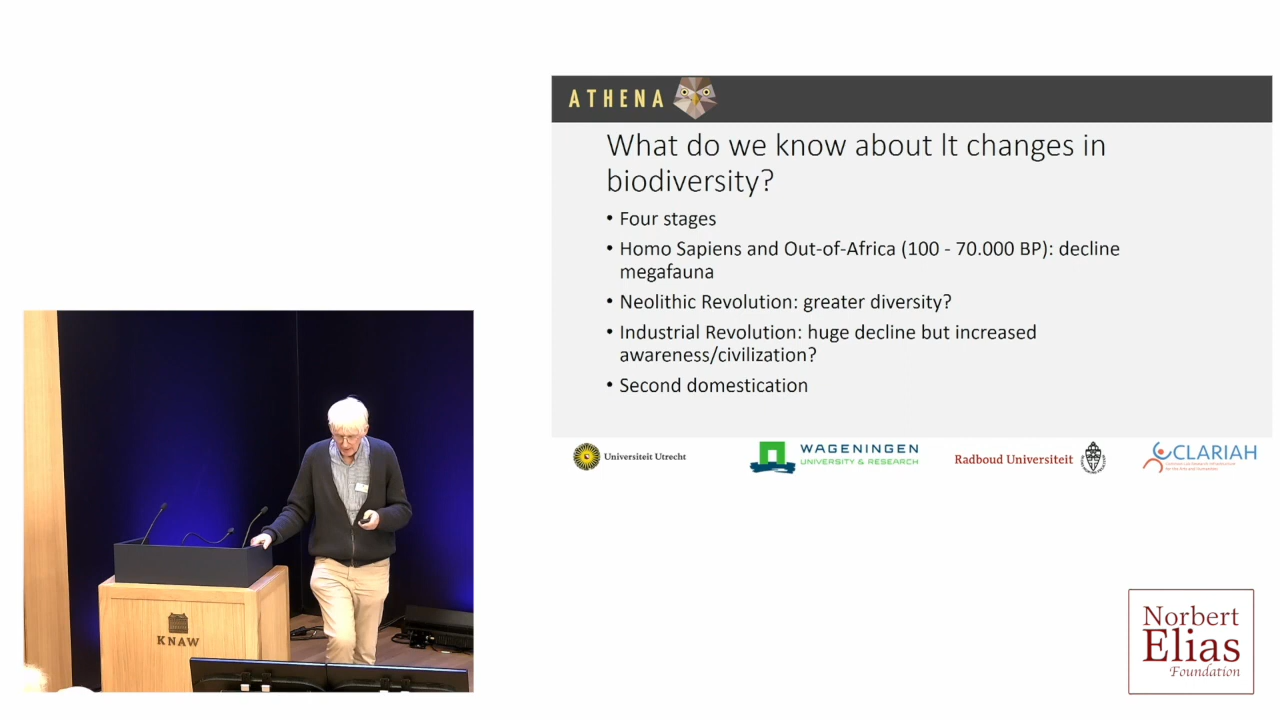 ATHENA
What do we know about lt changes in
biodiversity?
• Four stages
• Homo Sapiens and Out-of-Africa (100 - 70.000 BP): decline
megafauna
• Neolithic Revolution: greater diversity?
• Industrial Revolution: huge decline but increased
awareness/civilization?
• Second domestication
Universiteit Utrecht
WAGENINGEN
UNIVERSITY & RESEARCH
Radboud Universiteit
CLARIAH
KNAW
Norbert
Elias
Foundation